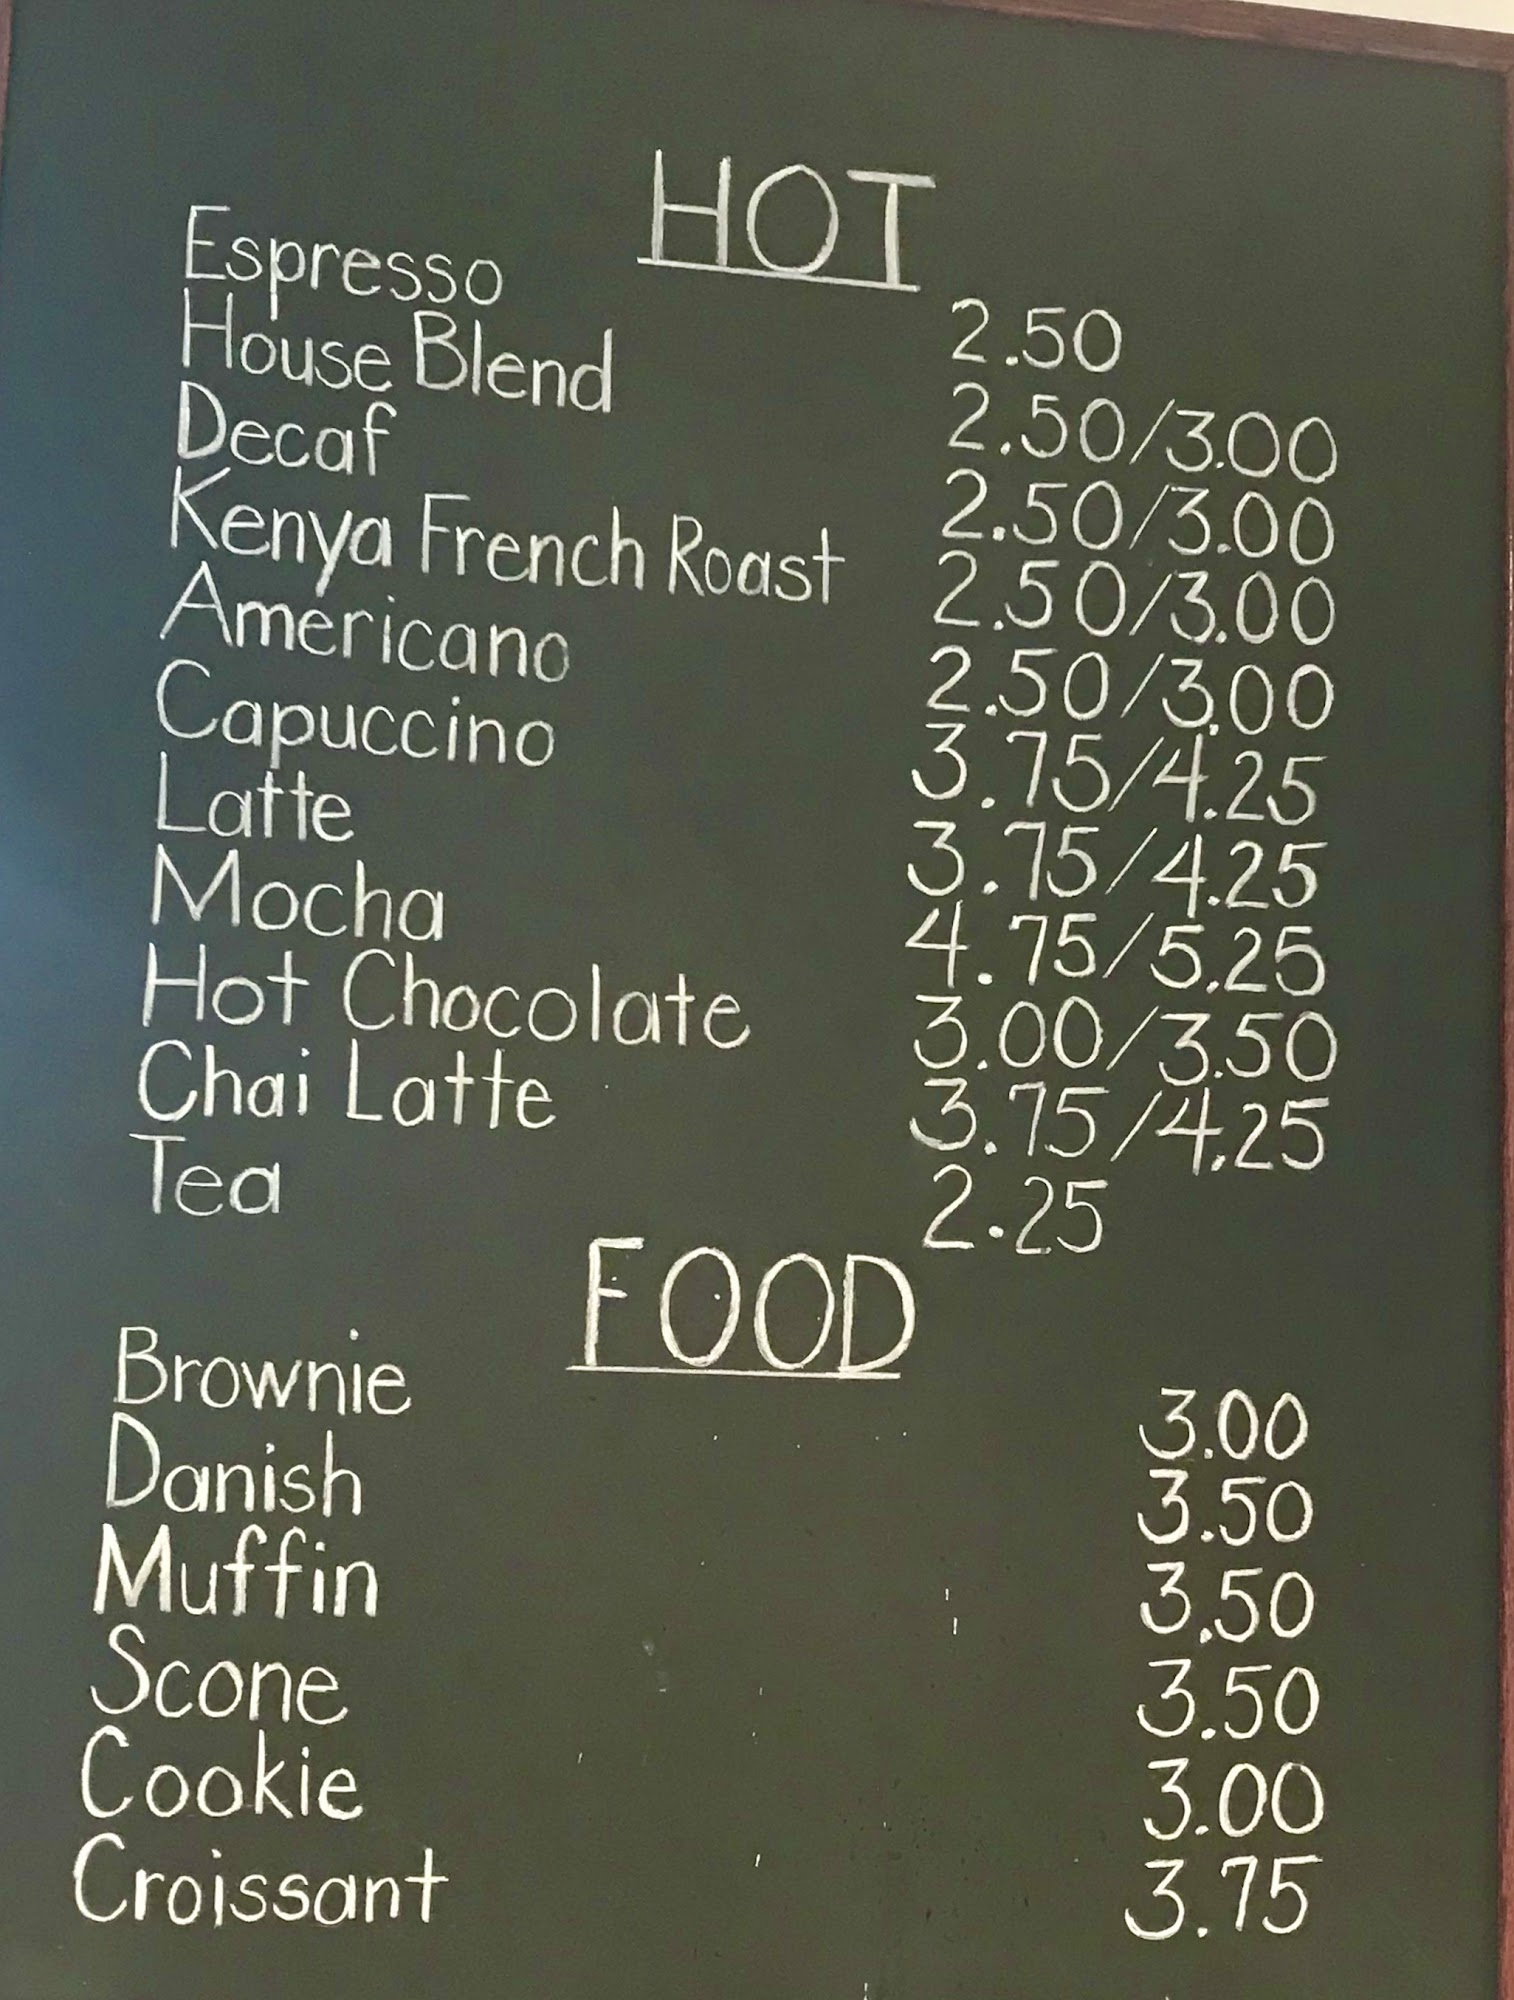 HOT
Espresso 2.50
House Blend 2.50/3.00
Decaf 2.50/3.00
Kenya French Roast 2.50/3.00
Americano 2.50/3.00
Capuccino 3.75/4.25
Latte 3.75/4.25
Mocha 4.75/5.25
Hot Chocolate 3.00/3.50
Chai Latte 3.75/4.25
Tea 2.25
FOOD
Brownie 3.00
Danish 3.50
Muffin 3.50
Scone 3.50
Cookie 3.00
Croissant 3.75